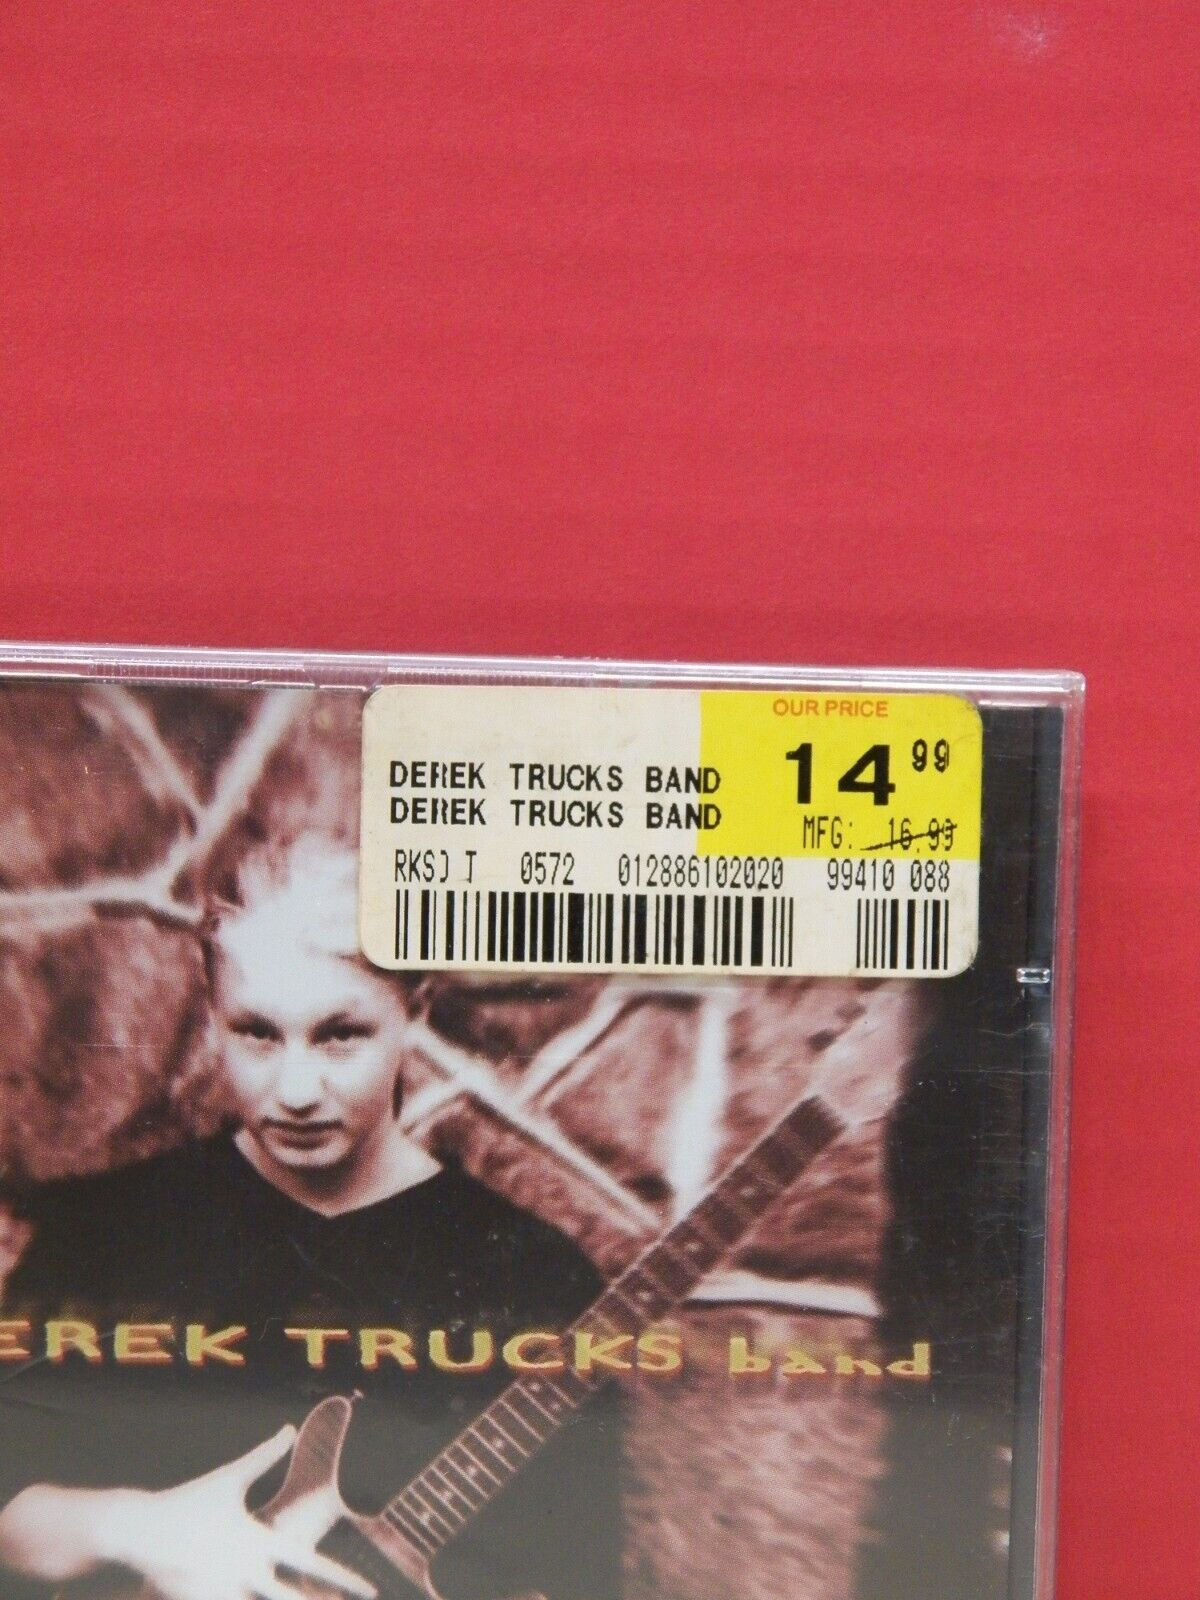 OUR PRICE
14 99
DEREK TRUCKS BAND
DEREK TRUCKS BAND
MFG: 16.99
0572 012886102020 99410 088
EREK TRUCKS band